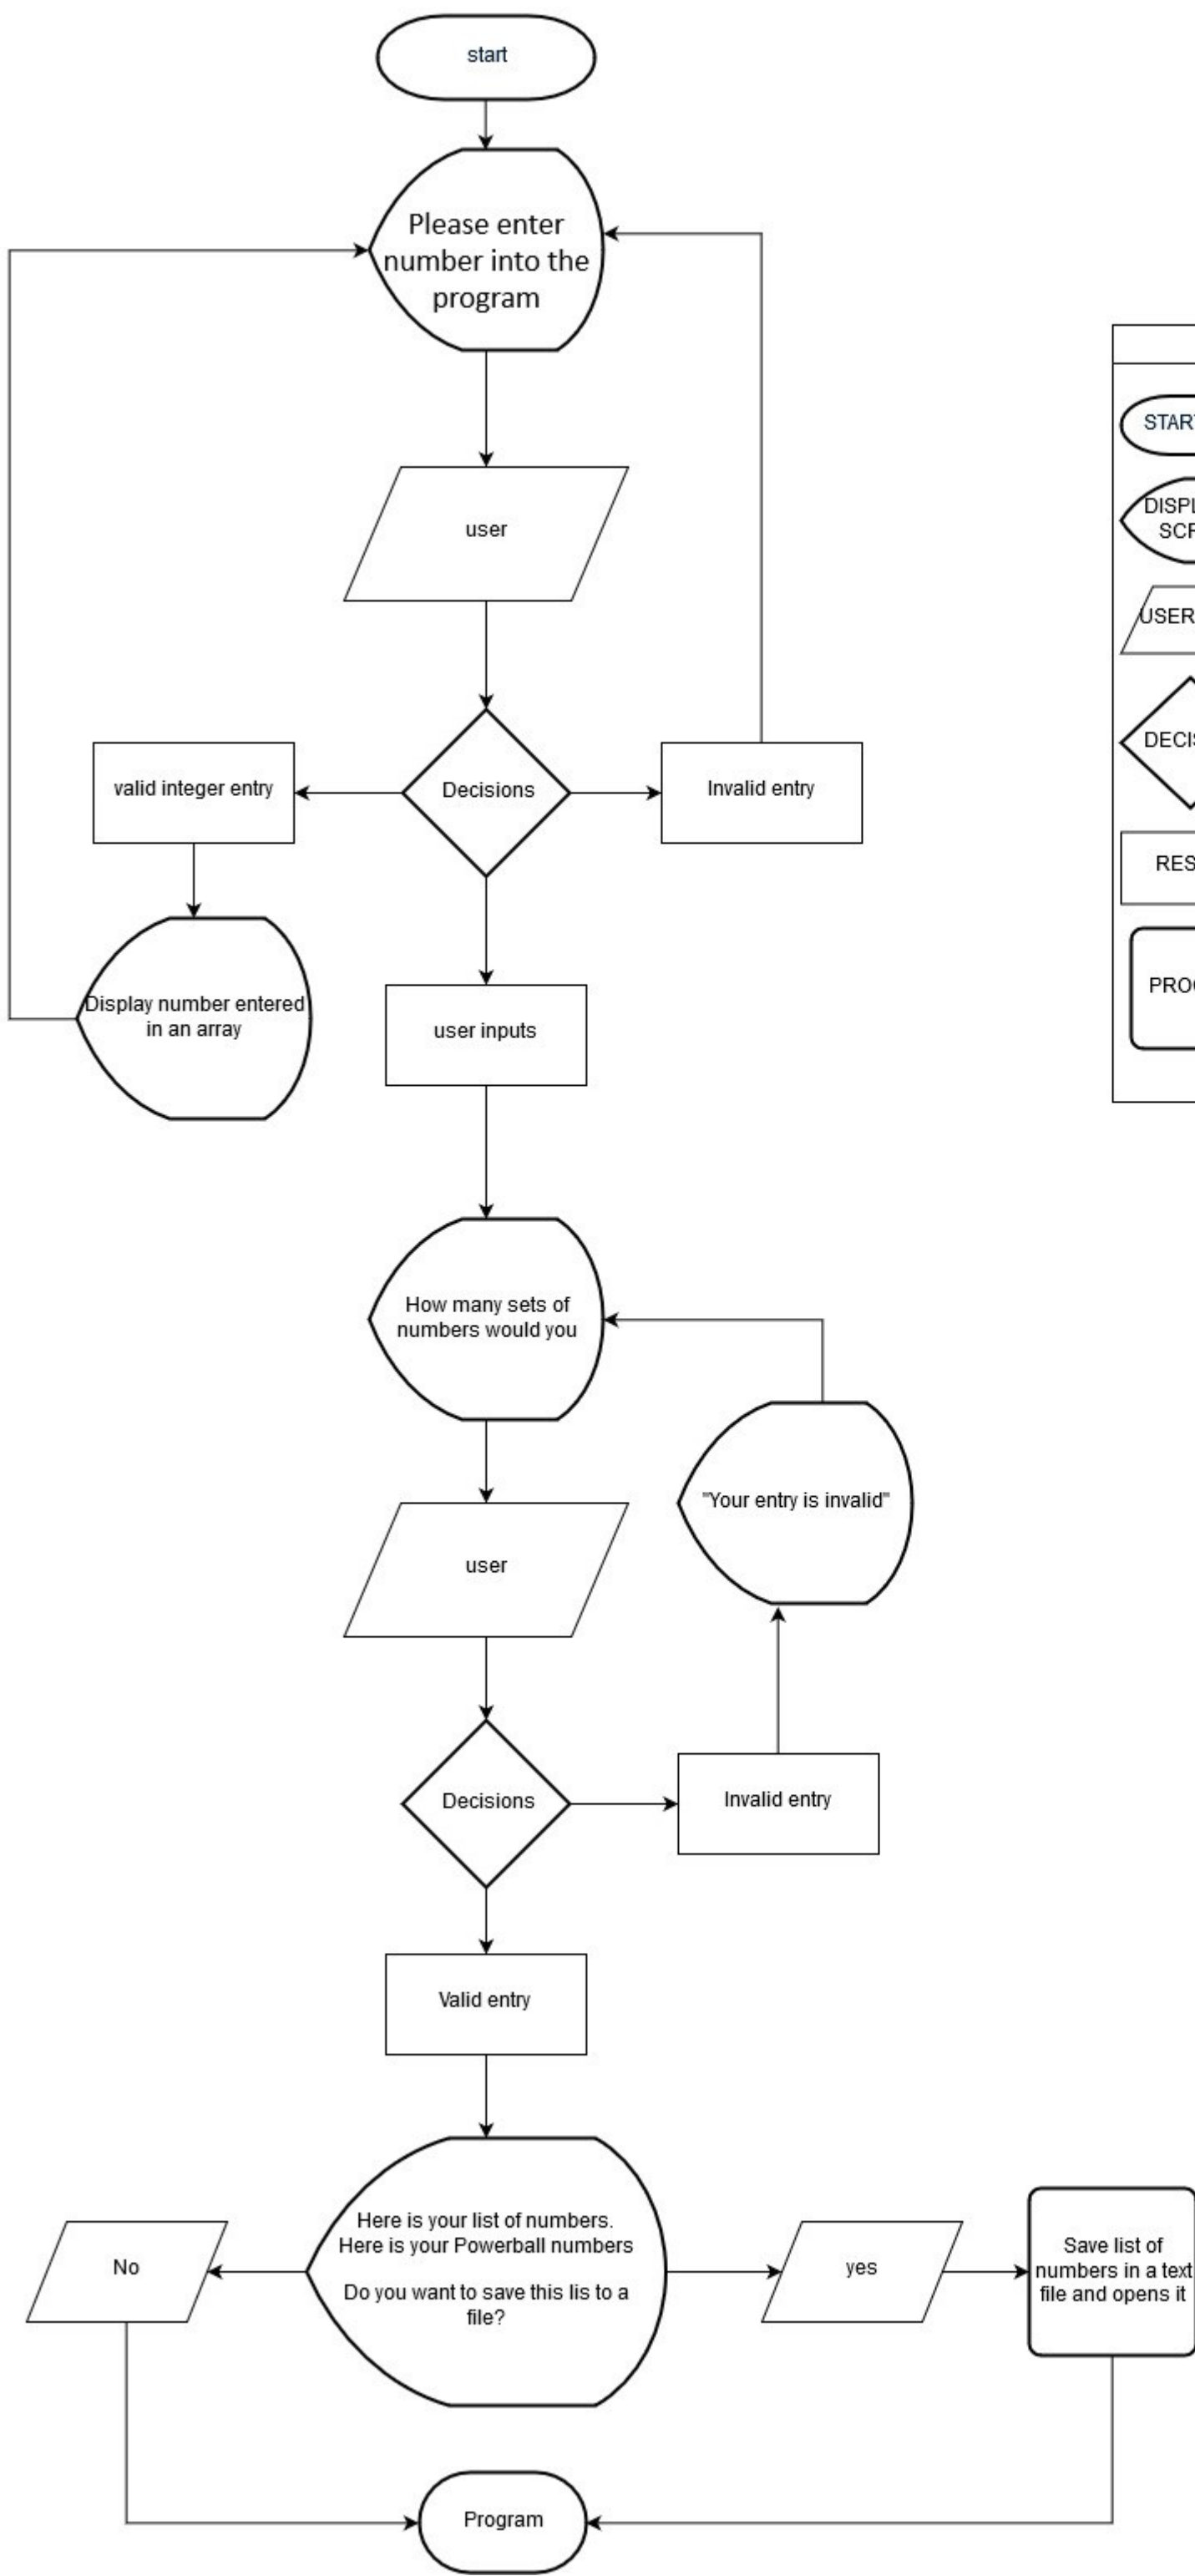 start
Please enter
number into the
program
user
valid integer entry
Decisions
Invalid entry
Display number entered
in an array
user inputs
How many sets of
numbers would you
"Your entry is invalid"
user
Decisions
Invalid entry
Valid entry
Here is your list of numbers.
Here is your Powerball numbers
Do you want to save this lis to a
file?
No
yes
Save list of
numbers in a text
file and opens it
Program
USER